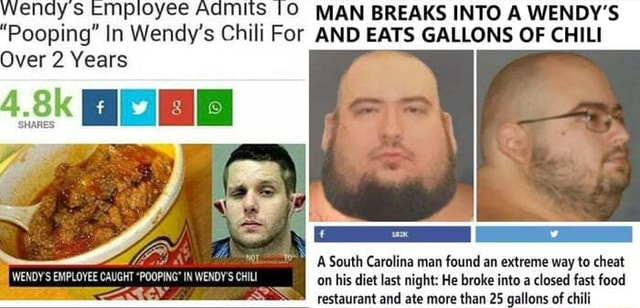 Wendy's Employee Admits To
"Pooping" In Wendy's Chili For
Over 2 Years
4.8k
SHARES
f
8
WENDY'S EMPLOYEE CAUGHT "POOPING" IN WENDY'S CHILI
MAN BREAKS INTO A WENDY'S
AND EATS GALLONS OF CHILI
f
182K
A South Carolina man found an extreme way to cheat
on his diet last night: He broke into a closed fast food
restaurant and ate more than 25 gallons of chili